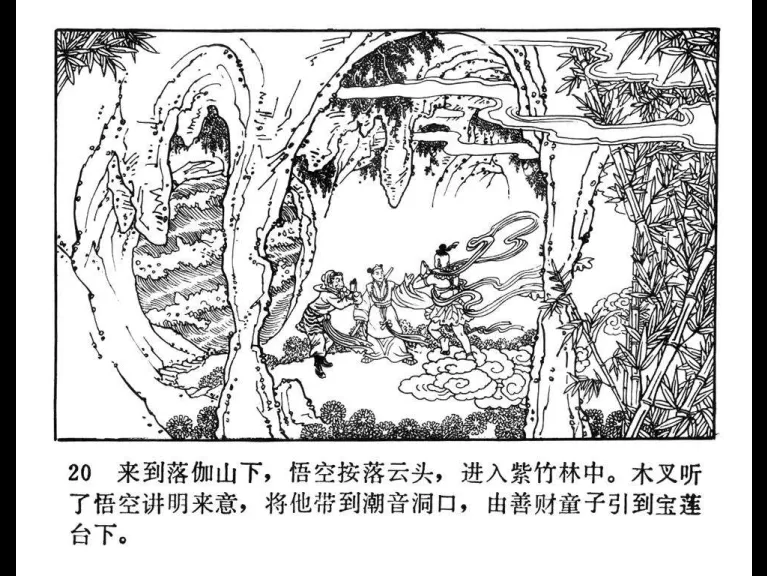 20 来到落伽山下，悟空按落云头，进入紫竹林中。木叉听
了悟空讲明来意，将他带到潮音洞口，由善财童子引到宝莲
台下。